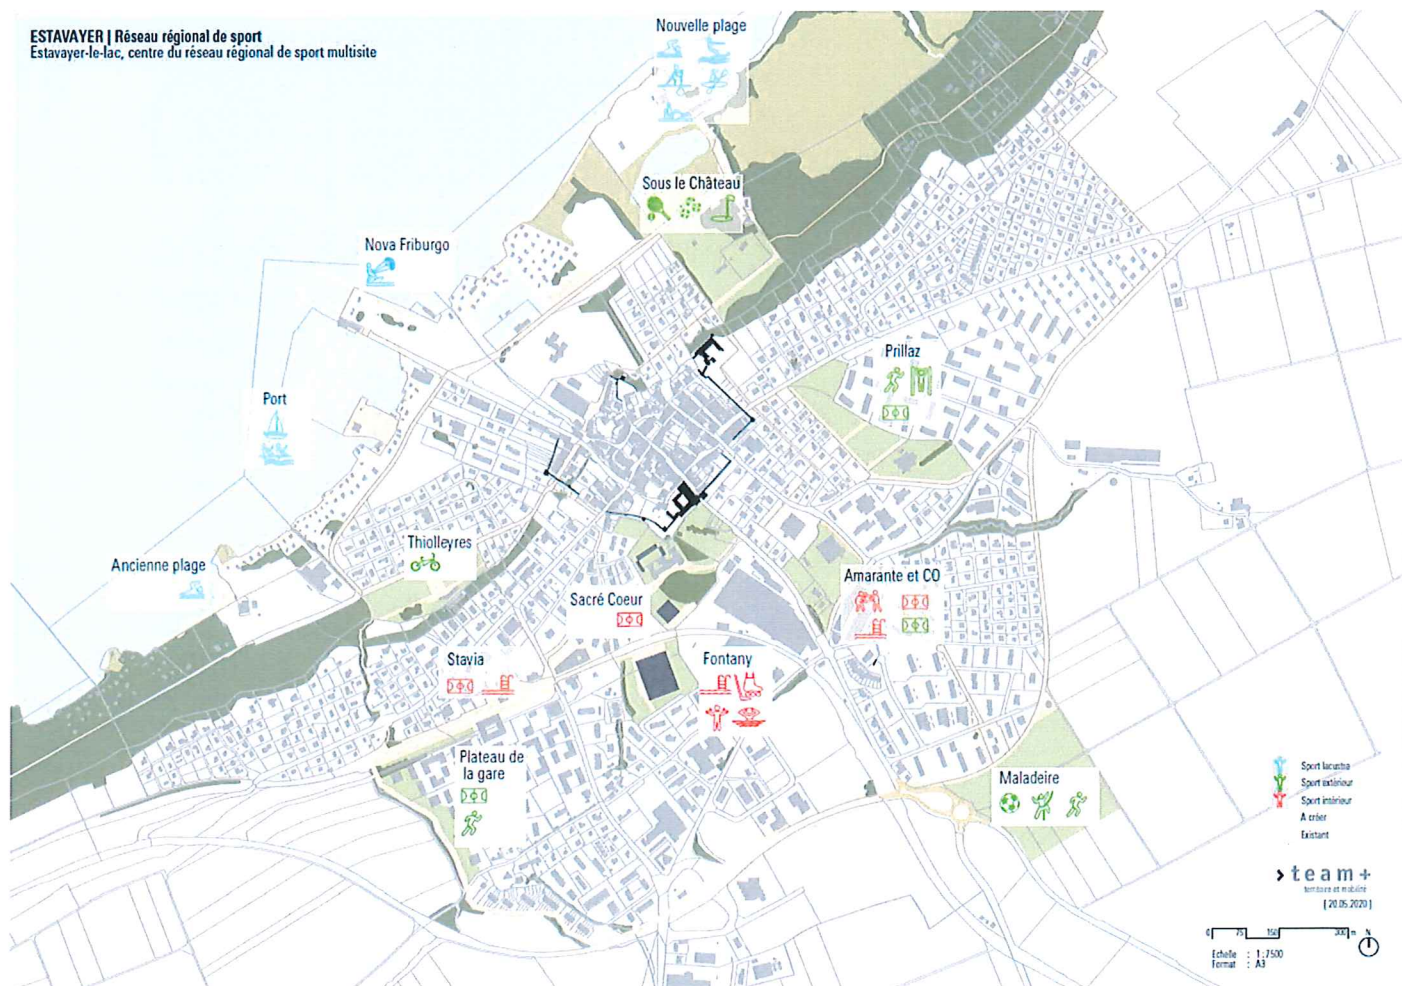 ESTAVAYER | Réseau régional de sport
Estavayer-le-lac, centre du réseau régional de sport multisite
Nouvelle plage
Sous le Château
Nova Friburgo
Prillaz
Port
Thiolleyres
Ancienne plage
Amarante et CO
Sacré Coeur
Stavia
Fontany
Plateau de
la gare
Maladeire
Sport lacustre
Sport extérieur
Sport intérieur
A créer
Existant
team+
territoire et mobilité
[ 20.05.2020 ]
0 75 150 300 m N
Echelle : 1 : 7500
Format : A3